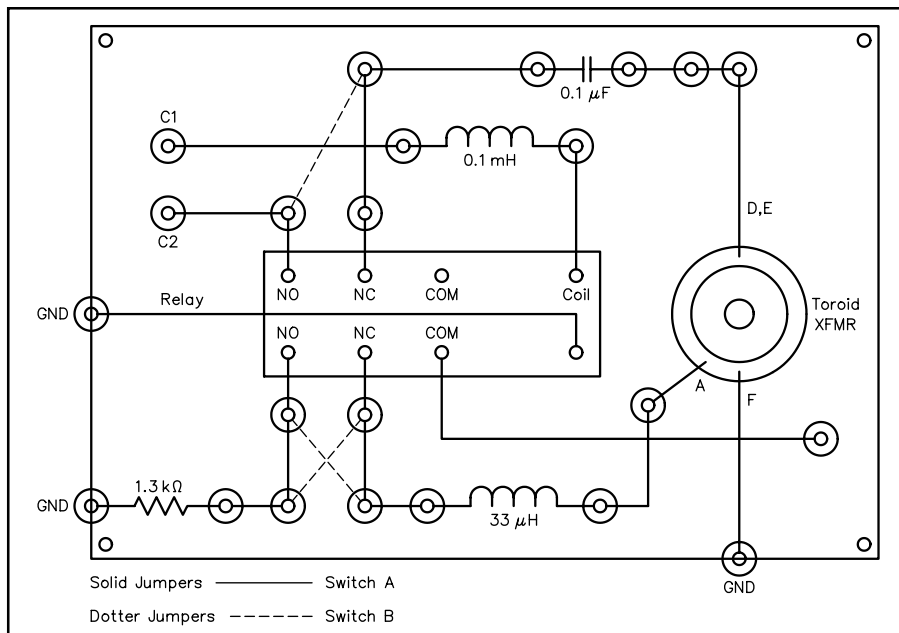 C1
0.1 µF
0.1 mH
C2
D,E
NO
NC
COM
Coil
Relay
GND
Toroid
XFMR
NO
NC
COM
A
F
1.3 kΩ
GND
33 µH
GND
Solid Jumpers
Switch A
Dotter Jumpers
Switch B